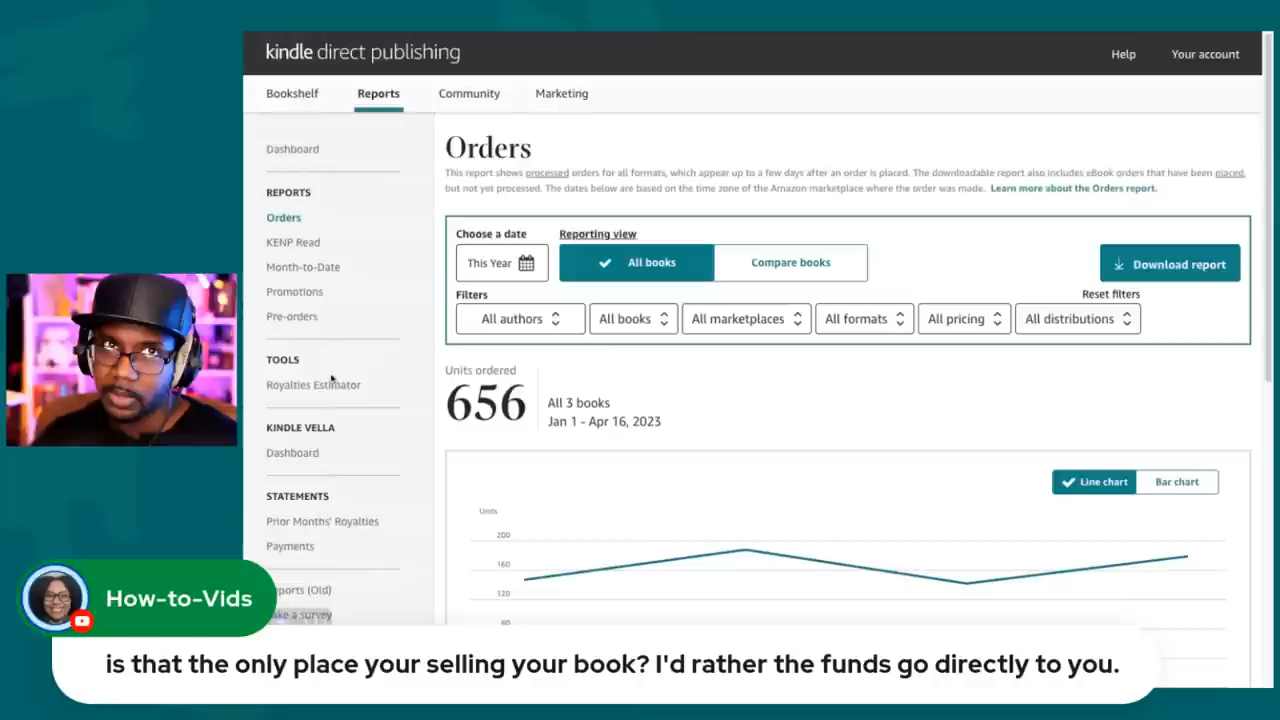 kindle direct publishing
Help
Your account
Bookshelf
Reports
Community
Marketing
Dashboard
REPORTS
Orders
KENP Read
Month-to-Date
Promotions
Pre-orders
TOOLS
Royalties Estimator
KINDLE VELLA
Dashboard
STATEMENTS
Prior Months' Royalties
Payments
(Old)
a survey
Orders
This report shows processed orders for all formats, which appear up to a few days after an order is placed. The downloadable report also includes eBook orders that have been placed,
but not yet processed. The dates below are based on the time zone of the Amazon marketplace where the order was made. Learn more about the Orders report.
Choose a date
Reporting view
This Year
All books
Compare books
Download report
Filters
Reset filters
All authors
All books
All marketplaces
All formats
All pricing
All distributions
Units ordered
656
All 3 books
Jan 1 - Apr 16, 2023
Line chart
Bar chart
Units
200
160
120
80
How-to-Vids
is that the only place your selling your book? I'd rather the funds go directly to you.